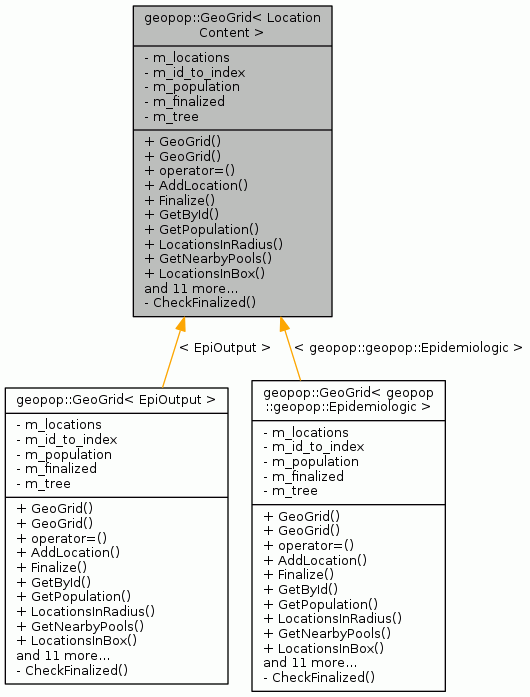 geopop::GeoGrid< Location
Content >
- m_locations
- m_id_to_index
- m_population
- m_finalized
- m_tree
+ GeoGrid()
+ GeoGrid()
+ operator=()
+ AddLocation()
+ Finalize()
+ GetById()
+ GetPopulation()
+ LocationsInRadius()
+ GetNearbyPools()
+ LocationsInBox()
and 11 more...
- CheckFinalized()
< EpiOutput >
< geopop::geopop::Epidemiologic >
geopop::GeoGrid< EpiOutput >
- m_locations
- m_id_to_index
- m_population
- m_finalized
- m_tree
+ GeoGrid()
+ GeoGrid()
+ operator=()
+ AddLocation()
+ Finalize()
+ GetById()
+ GetPopulation()
+ LocationsInRadius()
+ GetNearbyPools()
+ LocationsInBox()
and 11 more...
- CheckFinalized()
geopop::GeoGrid< geopop
::geopop::Epidemiologic >
- m_locations
- m_id_to_index
- m_population
- m_finalized
- m_tree
+ GeoGrid()
+ GeoGrid()
+ operator=()
+ AddLocation()
+ Finalize()
+ GetById()
+ GetPopulation()
+ LocationsInRadius()
+ GetNearbyPools()
+ LocationsInBox()
and 11 more...
- CheckFinalized()